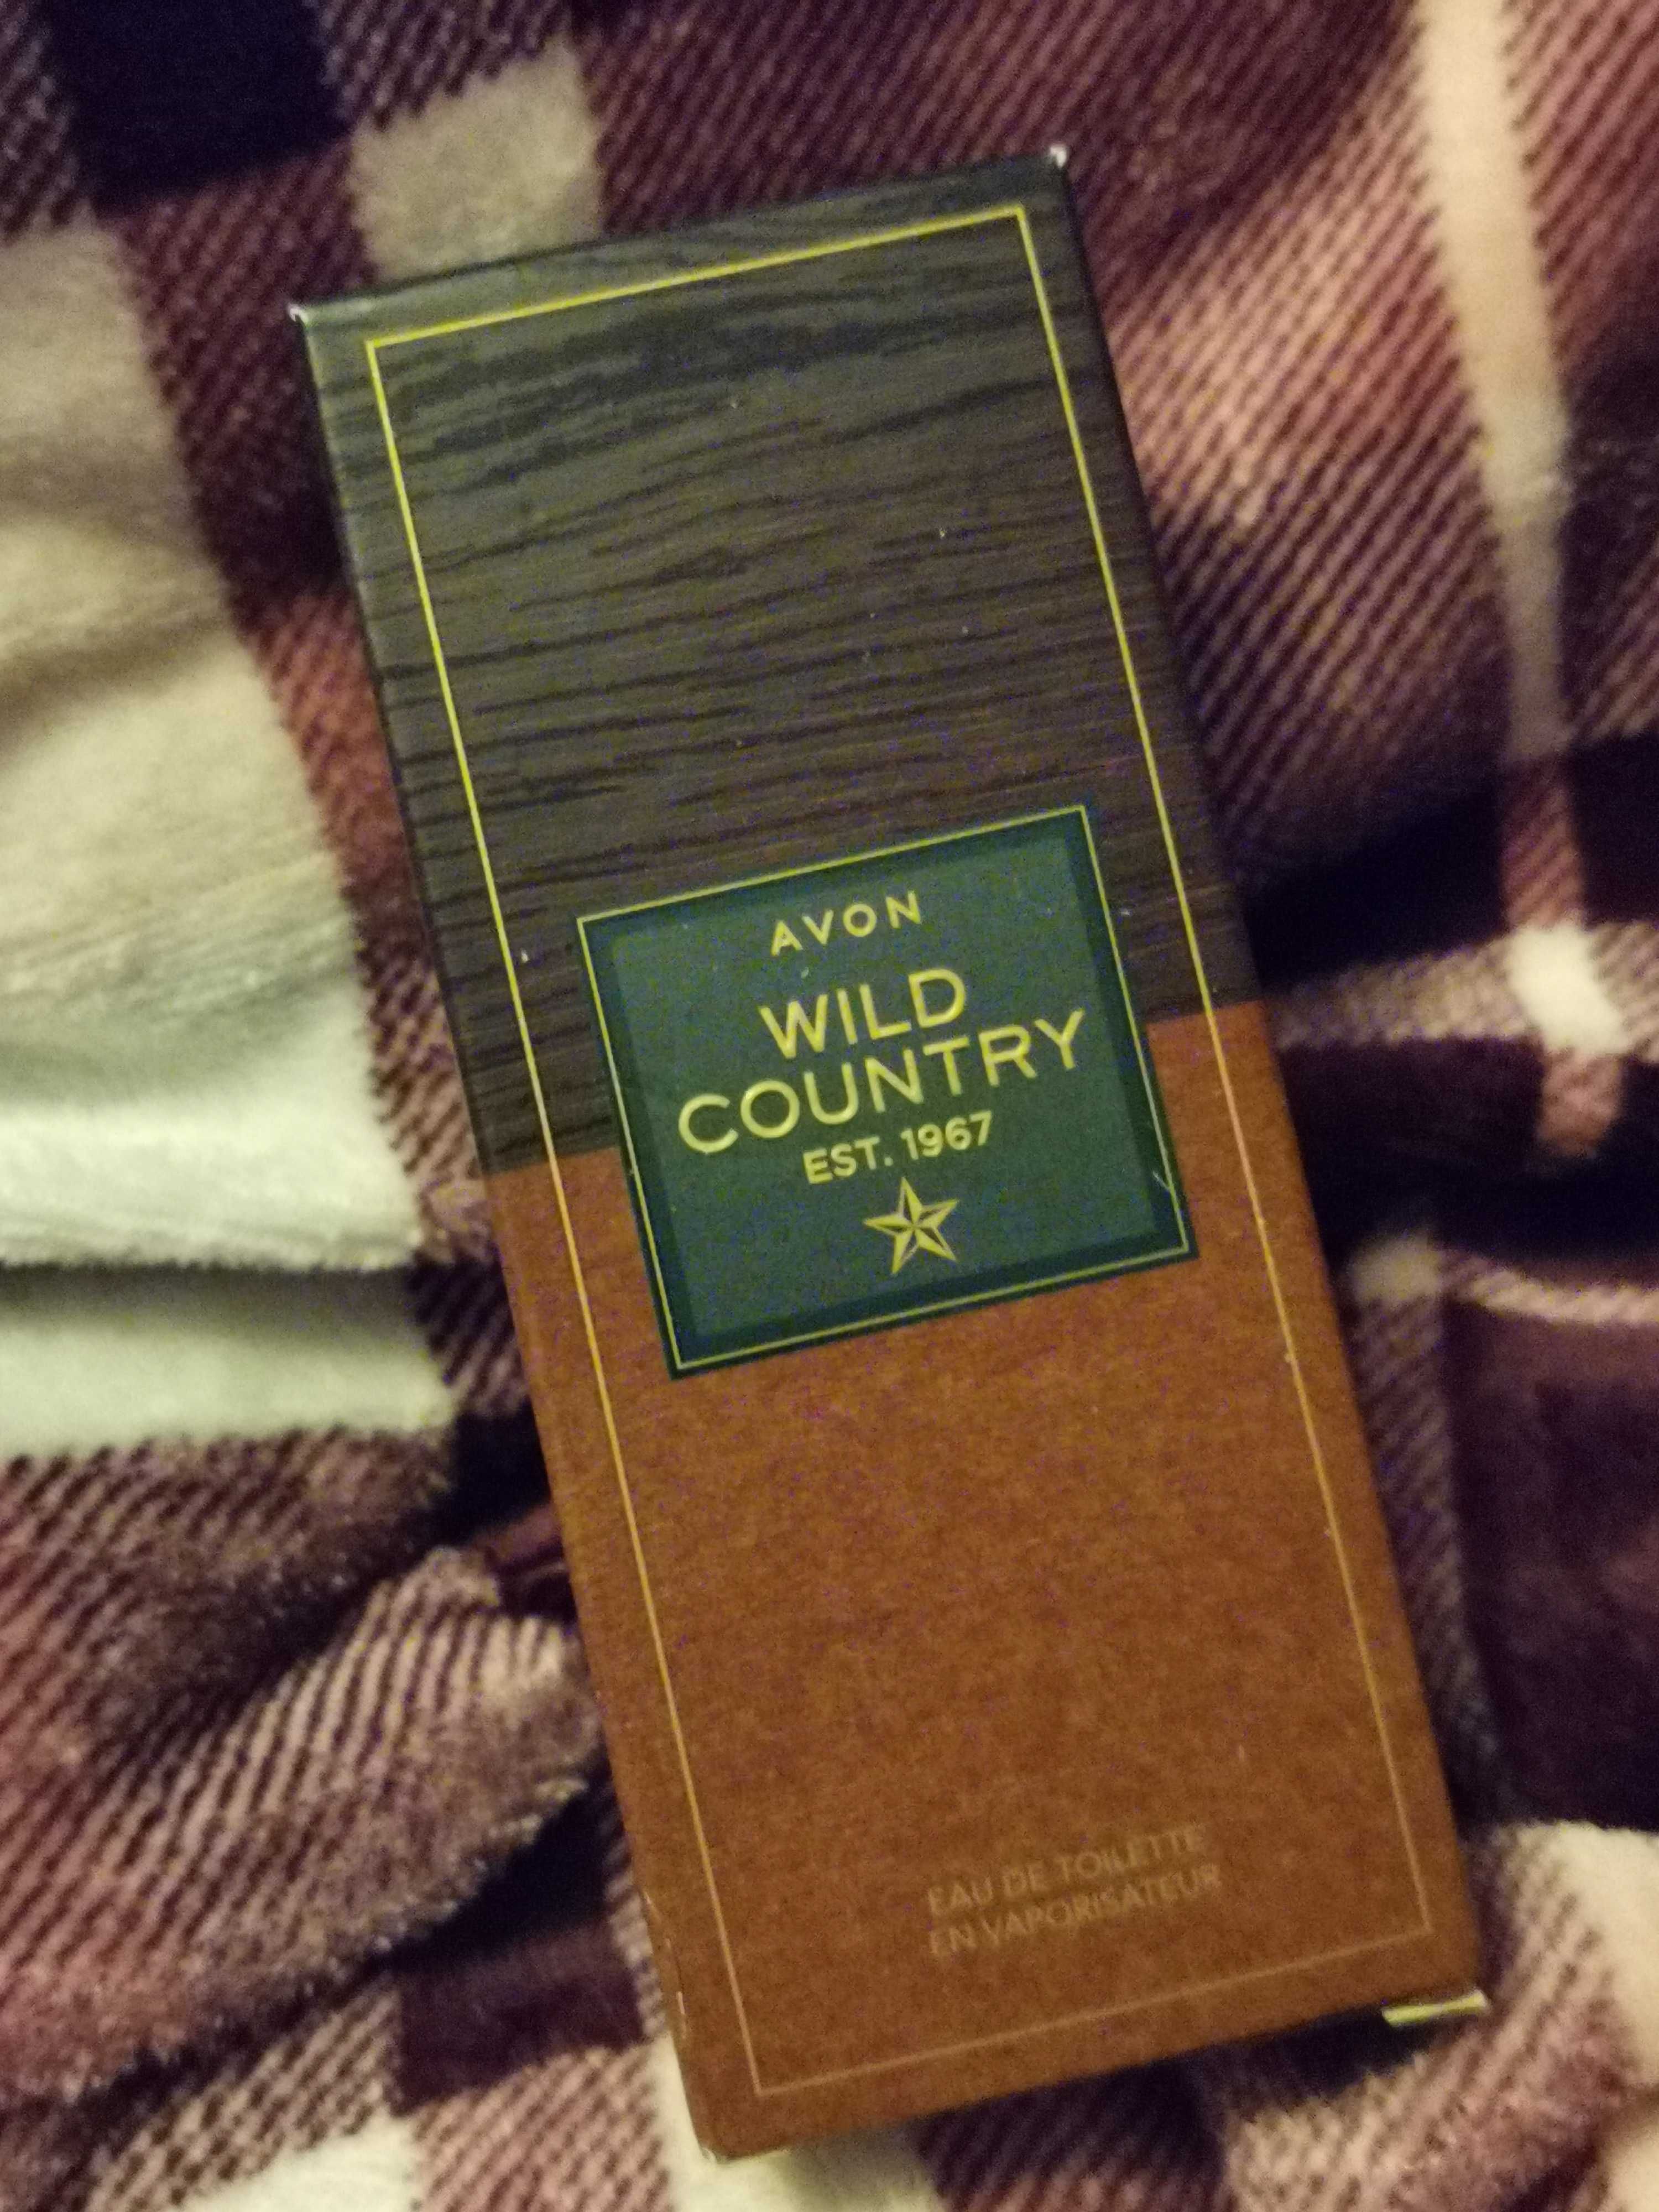 AVON
WILD
COUNTRY
EST. 1967
EAU DE TOILETTE
EN VAPORISATEUR